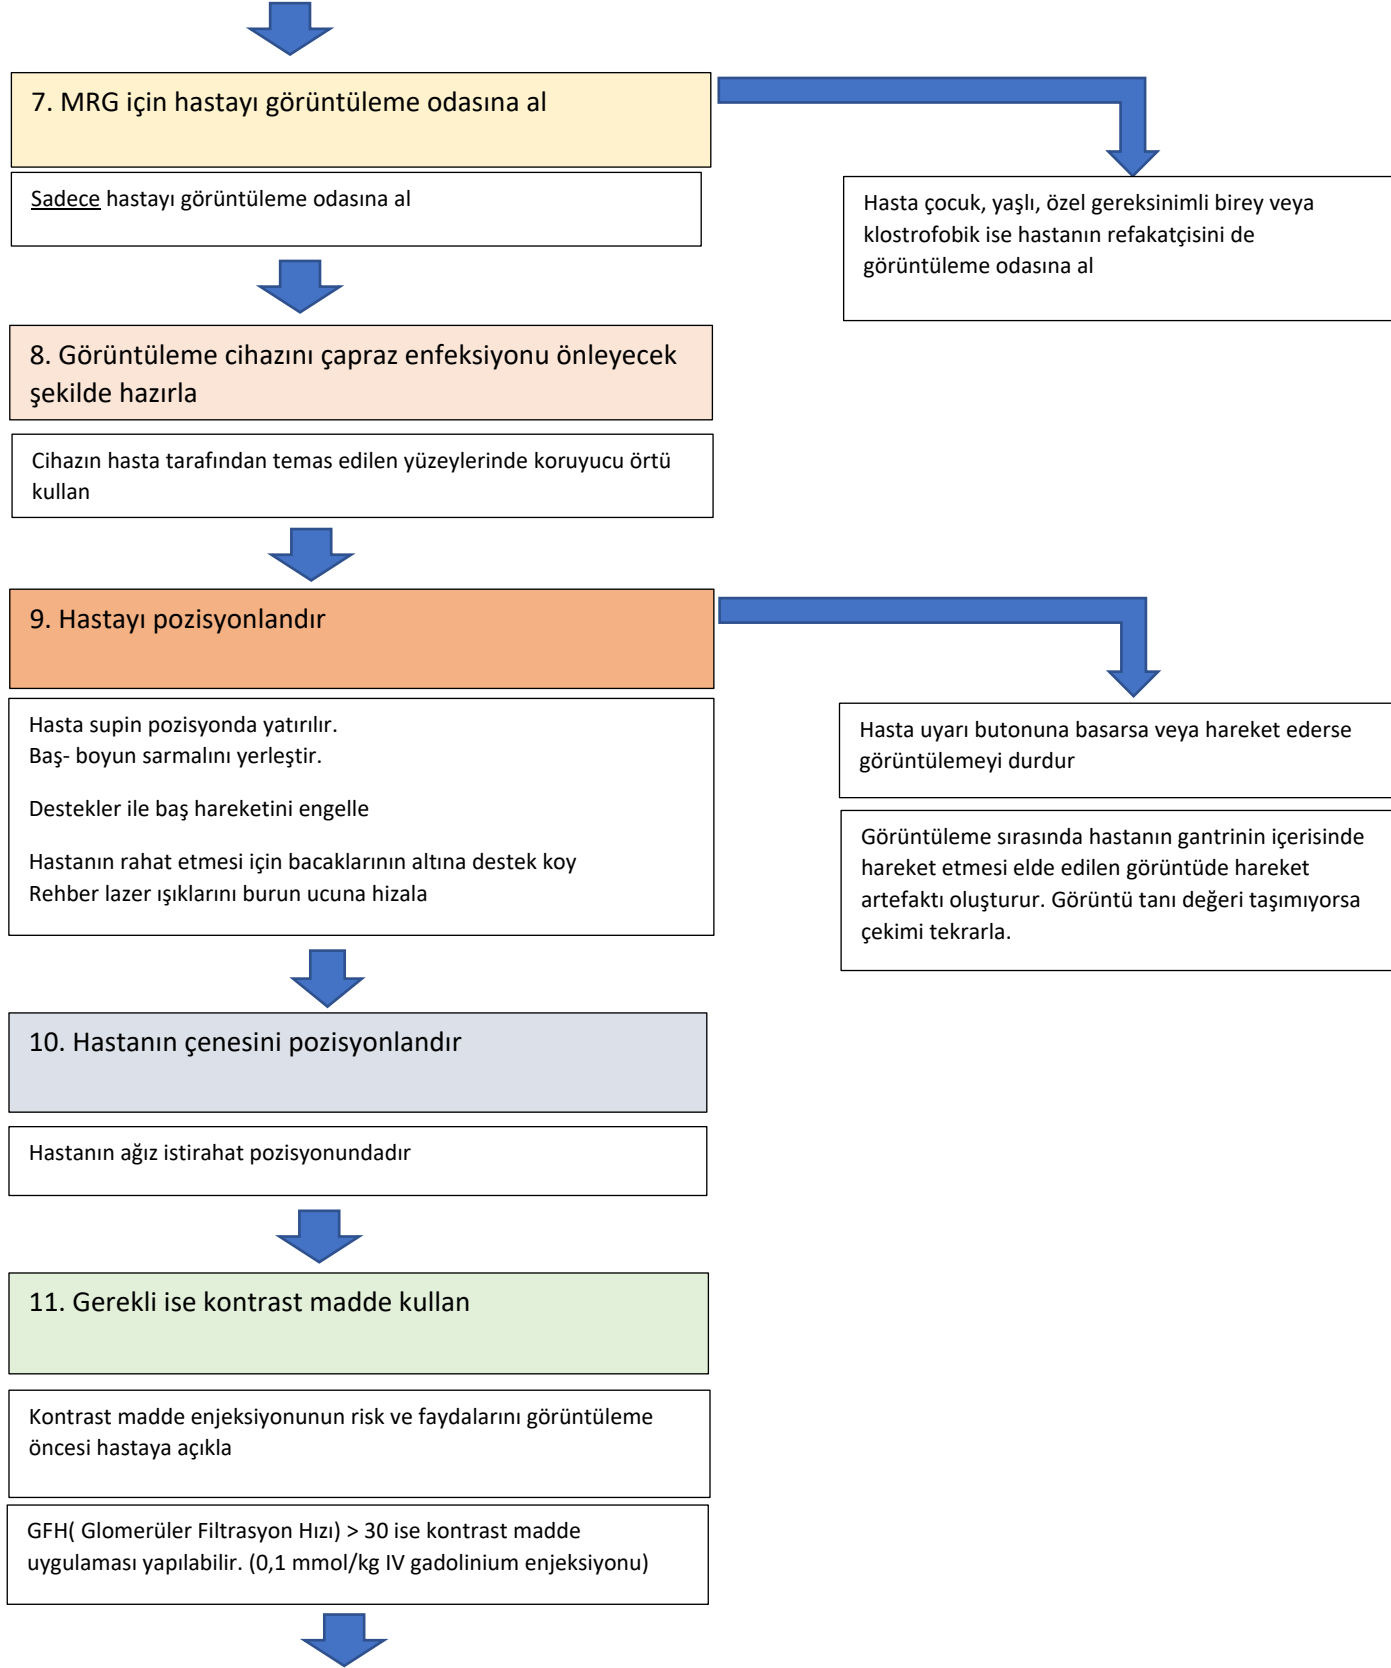 7. MRG için hastayı görüntüleme odasına al
Sadece hastayı görüntüleme odasına al
Hasta çocuk, yaşlı, özel gereksinimli birey veya
klostrofobik ise hastanın refakatçisini de
görüntüleme odasına al
8. Görüntüleme cihazını çapraz enfeksiyonu önleyecek
şekilde hazırla
Cihazın hasta tarafından temas edilen yüzeylerinde koruyucu örtü
kullan
9. Hastayı pozisyonlandır
Hasta supin pozisyonda yatırılır.
Baş- boyun sarmalını yerleştir.
Destekler ile baş hareketini engelle
Hastanın rahat etmesi için bacaklarının altına destek koy
Rehber lazer ışıklarını burun ucuna hizala
Hasta uyarı butonuna basarsa veya hareket ederse
görüntülemeyi durdur
Görüntüleme sırasında hastanın gantrinin içerisinde
hareket etmesi elde edilen görüntüde hareket
artefaktı oluşturur. Görüntü tanı değeri taşımıyorsa
çekimi tekrarla.
10. Hastanın çenesini pozisyonlandır
Hastanın ağız istirahat pozisyonundadır
11. Gerekli ise kontrast madde kullan
Kontrast madde enjeksiyonunun risk ve faydalarını görüntüleme
öncesi hastaya açıkla
GFH( Glomerüler Filtrasyon Hızı) > 30 ise kontrast madde
uygulaması yapılabilir. (0,1 mmol/kg IV gadolinium enjeksiyonu)